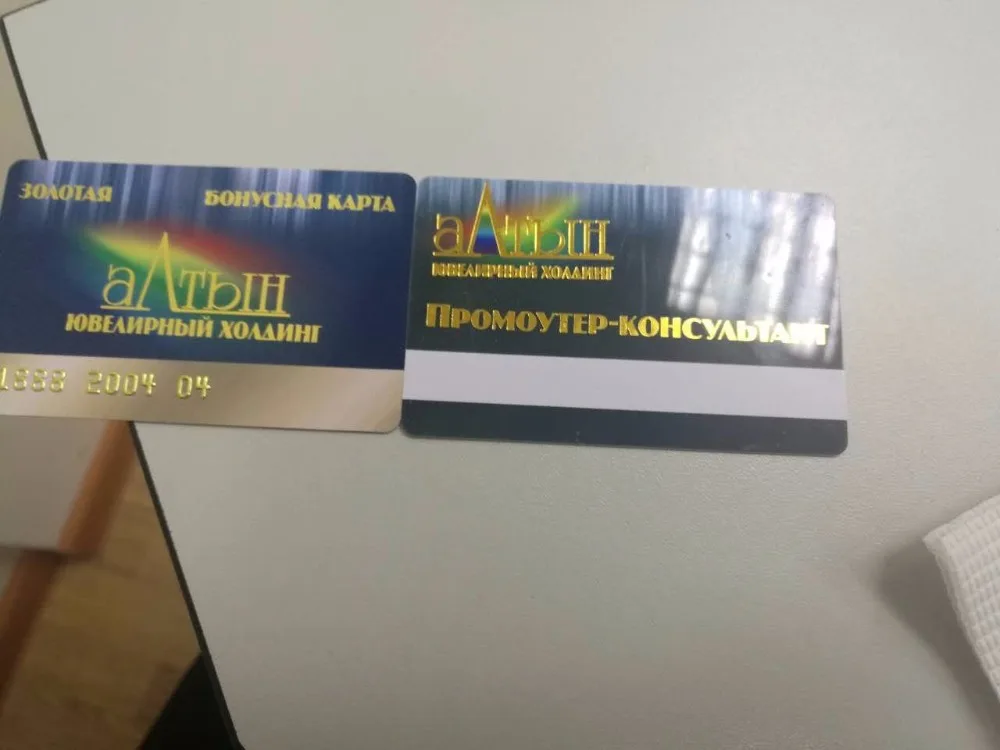 ЗОЛОТАЯ БОНУСНАЯ КАРТА
аЛтын
ЮВЕЛИРНЫЙ ХОЛДИНГ
1888 2004 04
аЛтын
ЮВЕЛИРНЫЙ ХОЛДИНГ
Промоутер-консультант